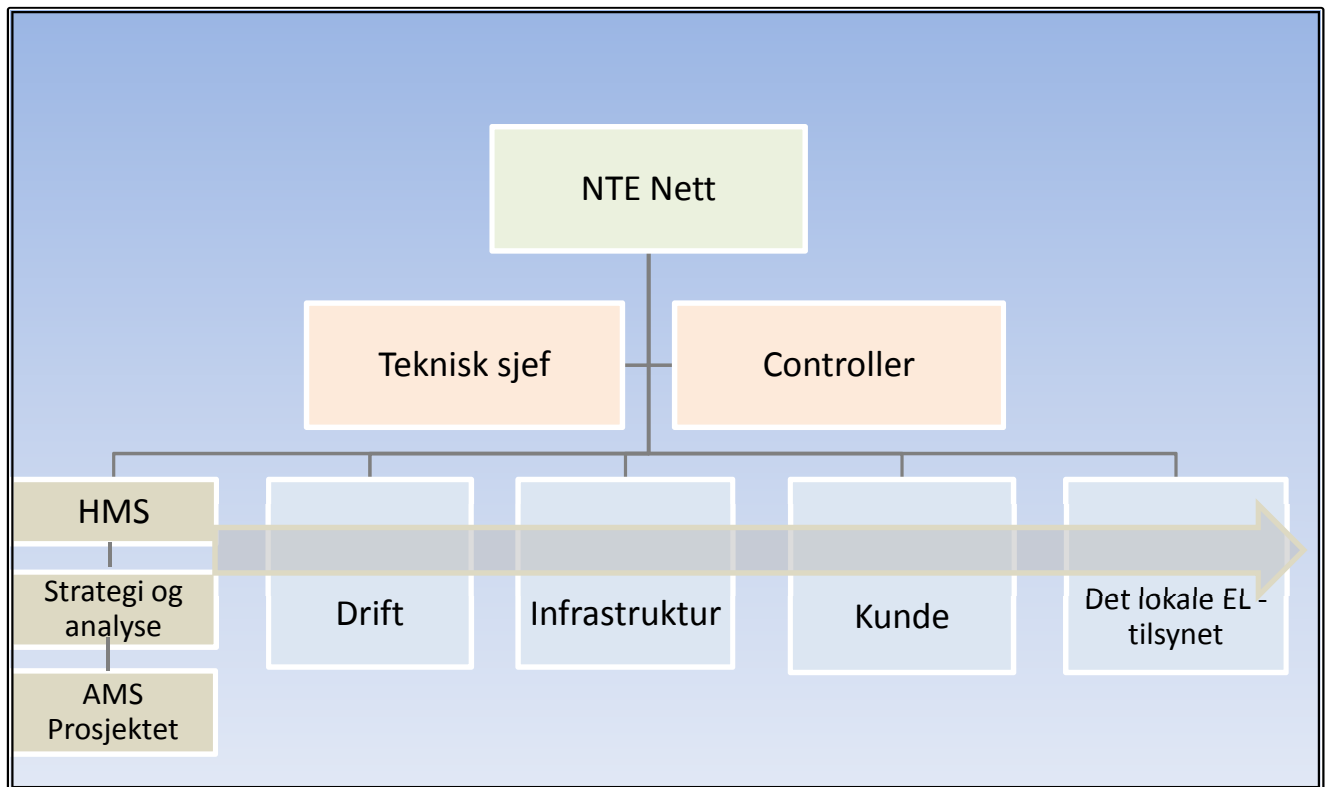 NTE Nett
Teknisk sjef
Controller
HMS
Strategi og
analyse
AMS
Prosjektet
Drift
Infrastruktur
Kunde
Det lokale EL -
tilsynet